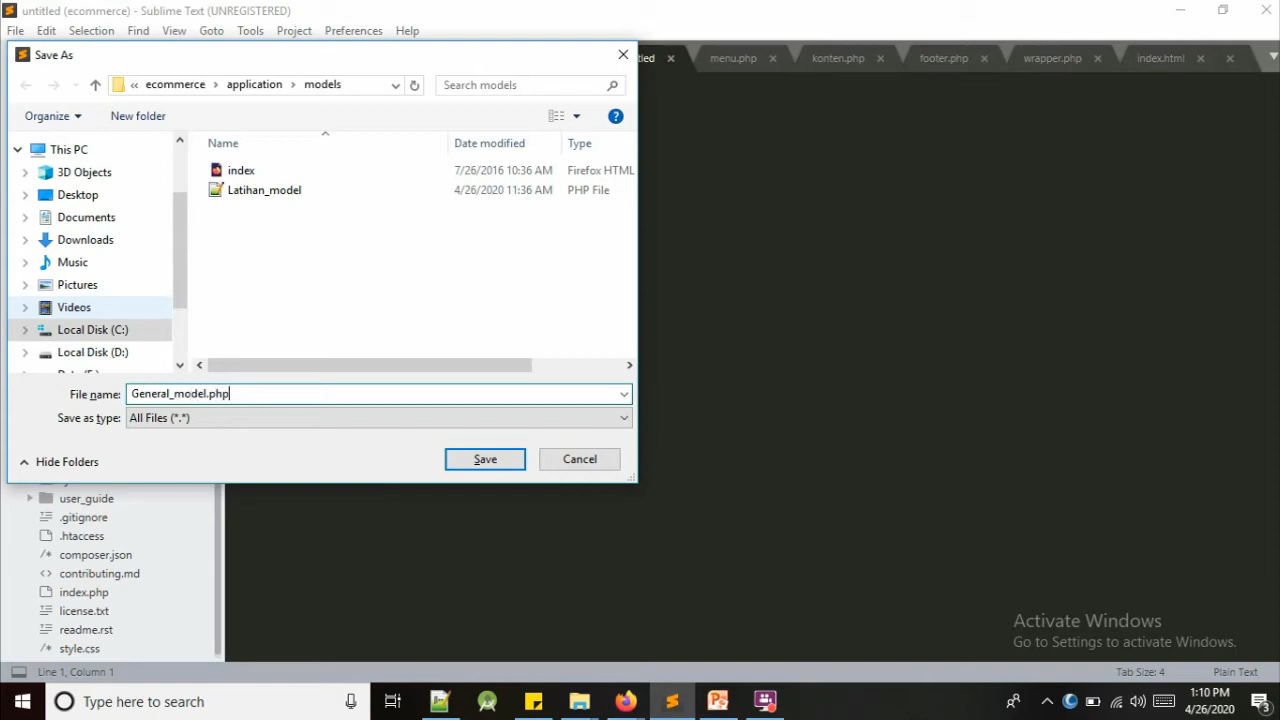 untitled (ecommerce) - Sublime Text (UNREGISTERED)
File Edit Selection Find View Goto Tools Project Preferences Help
Save As
menu.php konten.php footer.php wrapper.php index.html
« ecommerce › application › models
Search models
Organize New folder
Name Date modified Type
This PC
3D Objects
Desktop
Documents
Downloads
Music
Pictures
Videos
Local Disk (C:)
Local Disk (D:)
index 7/26/2016 10:36 AM Firefox HTML
Latihan_model 4/26/2020 11:36 AM PHP File
File name: General_model.php
Save as type: All Files (*.*)
Hide Folders
Save Cancel
user_guide
.gitignore
.htaccess
/* composer.json
contributing.md
index.php
license.txt
readme.rst
/* style.css
Activate Windows
Go to Settings to activate Windows.
Line 1, Column 1
Tab Size: 4 Plain Text
Type here to search
1:10 PM
4/26/2020
3